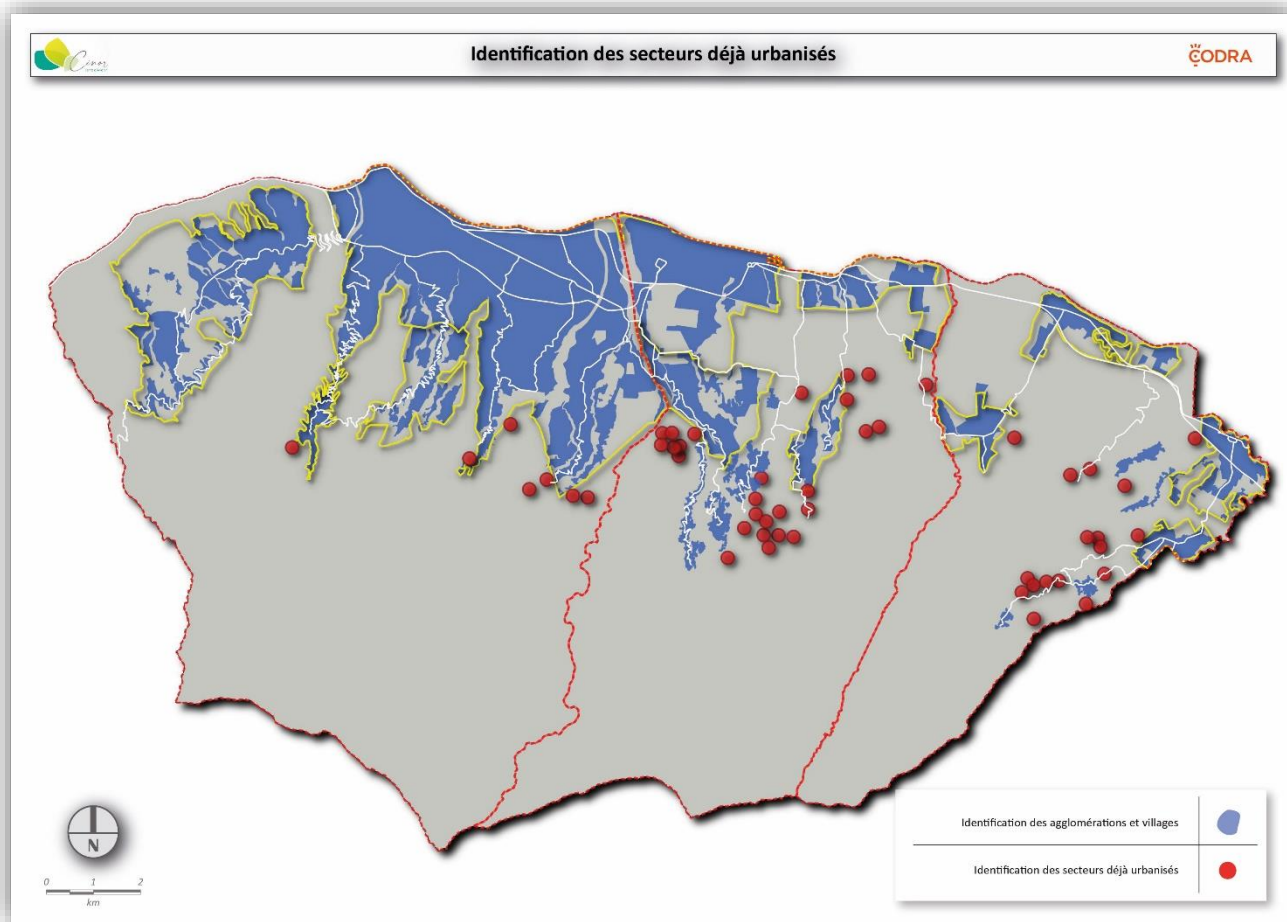 Cinor
Identification des secteurs déjà urbanisés
CODRA
N
0 1 2
km
Identification des agglomérations et villages
Identification des secteurs déjà urbanisés